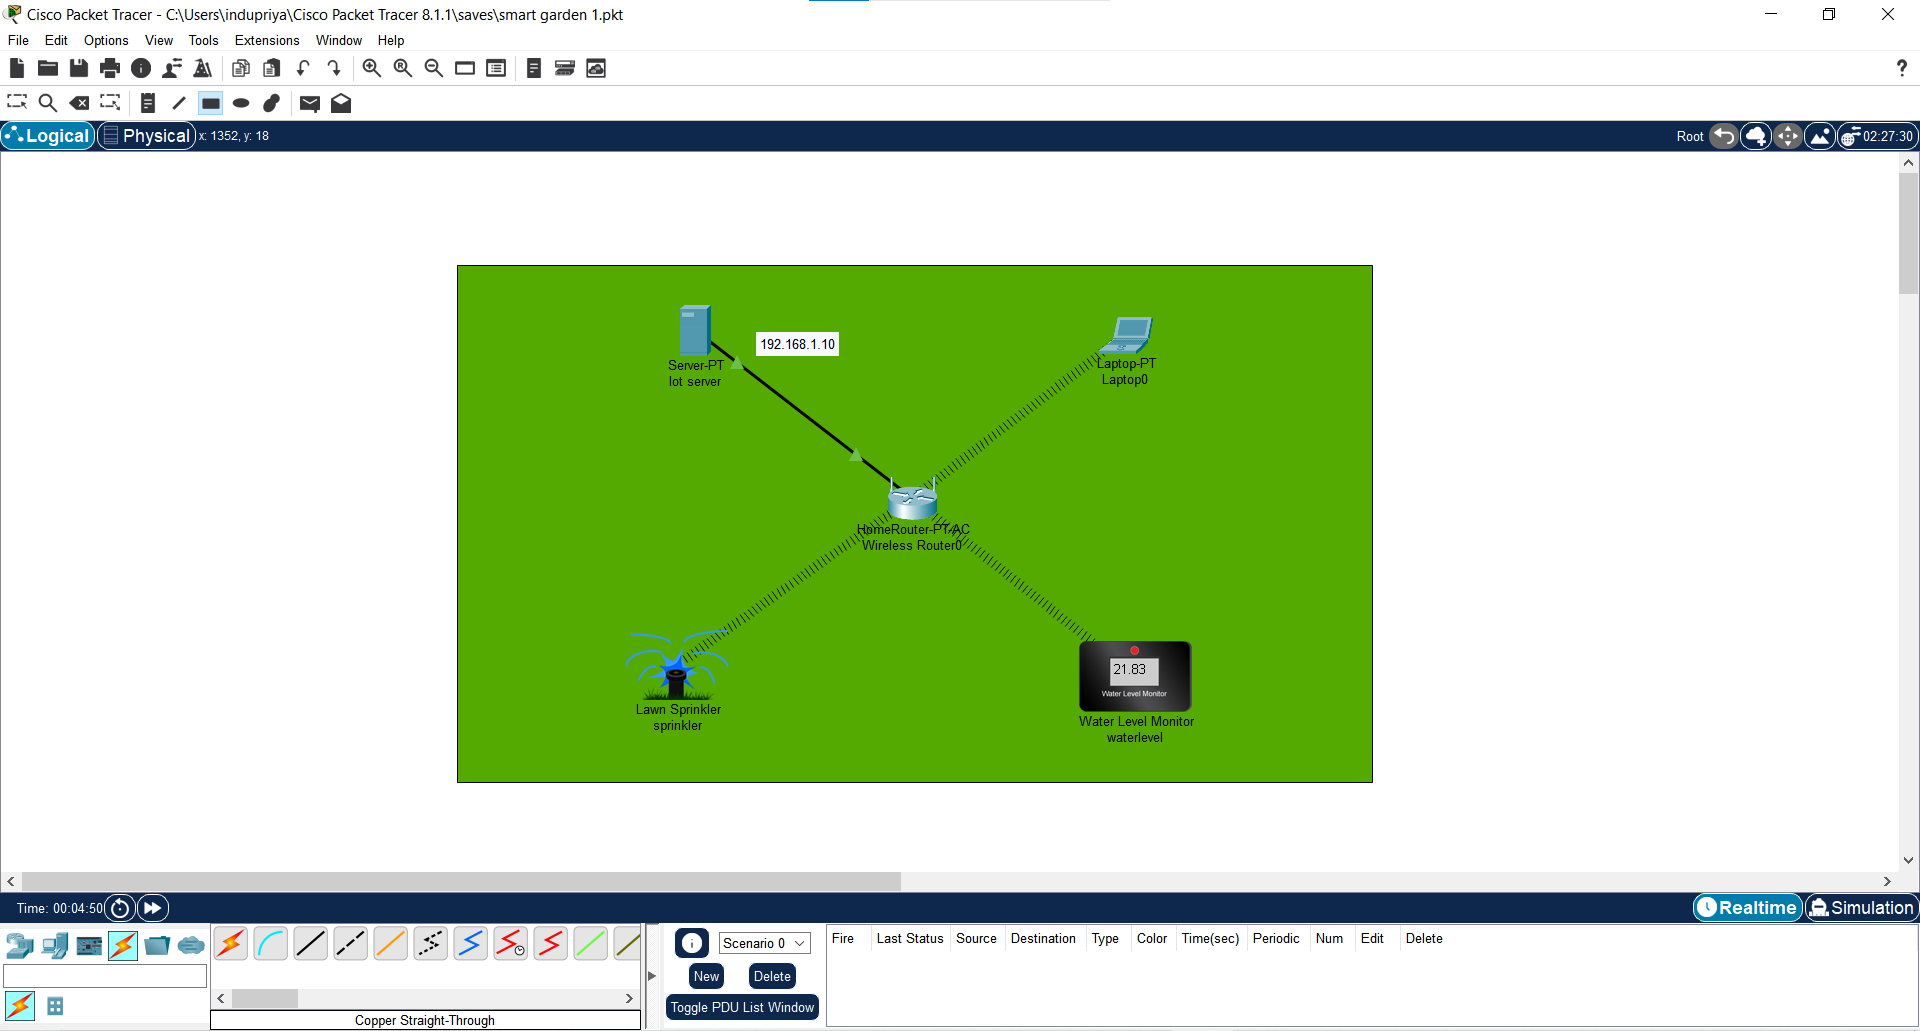 Cisco Packet Tracer - C:\Users\indupriya\Cisco Packet Tracer 8.1.1\saves\smart garden 1.pkt
File Edit Options View Tools Extensions Window Help
?
Logical Physical x: 1352, y: 18 Root 02:27:30
192.168.1.10
Server-PT
Iot server
Laptop-PT
Laptop0
HomeRouter-PT-AC
Wireless Router0
21.83
Water Level Monitor
Lawn Sprinkler
sprinkler
Water Level Monitor
waterlevel
Time: 00:04:50 Realtime Simulation
Scenario 0
New Delete
Toggle PDU List Window
Fire Last Status Source Destination Type Color Time(sec) Periodic Num Edit Delete
Copper Straight-Through